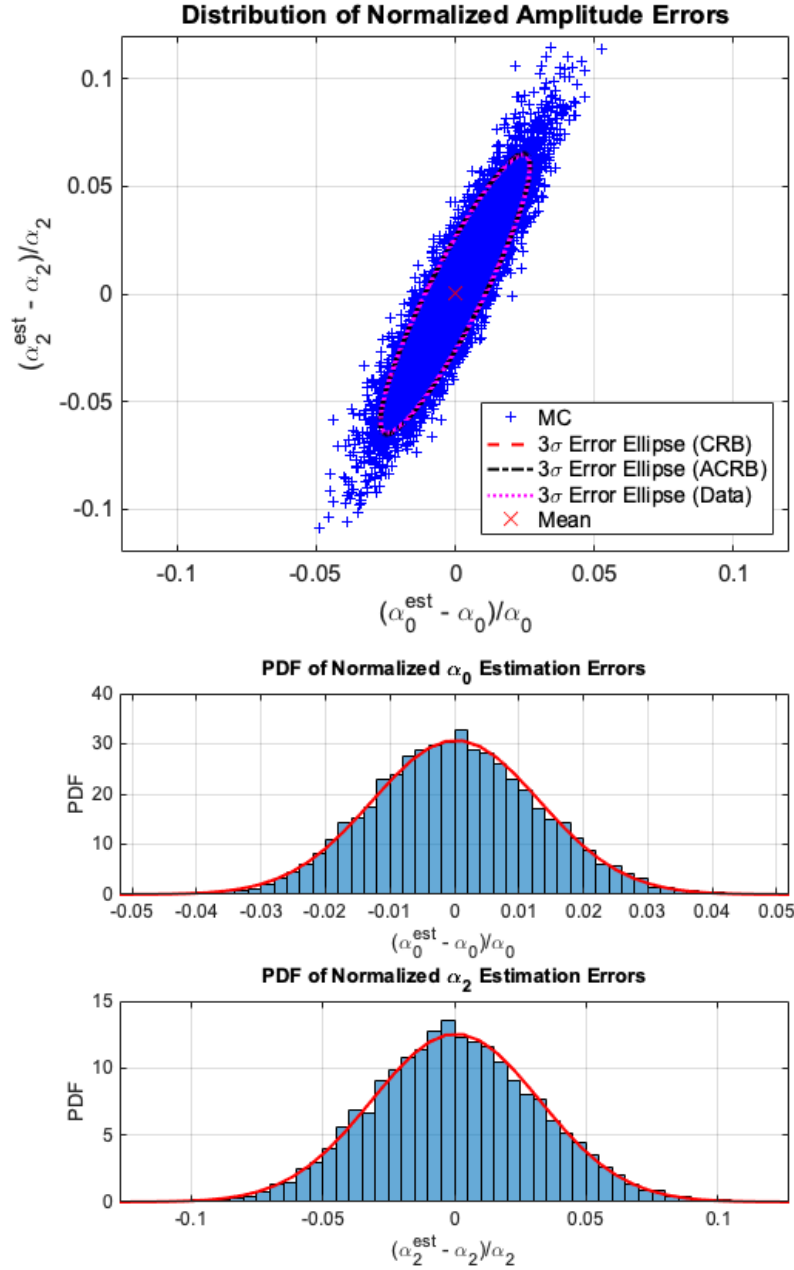 Distribution of Normalized Amplitude Errors
0.1
0.05
0
-0.05
-0.1
(α₂ᵉˢᵗ - α₂)/α₂
MC
3σ Error Ellipse (CRB)
3σ Error Ellipse (ACRB)
3σ Error Ellipse (Data)
Mean
-0.1 -0.05 0 0.05 0.1
(α₀ᵉˢᵗ - α₀)/α₀
PDF of Normalized α₀ Estimation Errors
40
30
20
10
0
PDF
-0.05 -0.04 -0.03 -0.02 -0.01 0 0.01 0.02 0.03 0.04 0.05
(α₀ᵉˢᵗ - α₀)/α₀
PDF of Normalized α₂ Estimation Errors
15
10
5
0
PDF
-0.1 -0.05 0 0.05 0.1
(α₂ᵉˢᵗ - α₂)/α₂